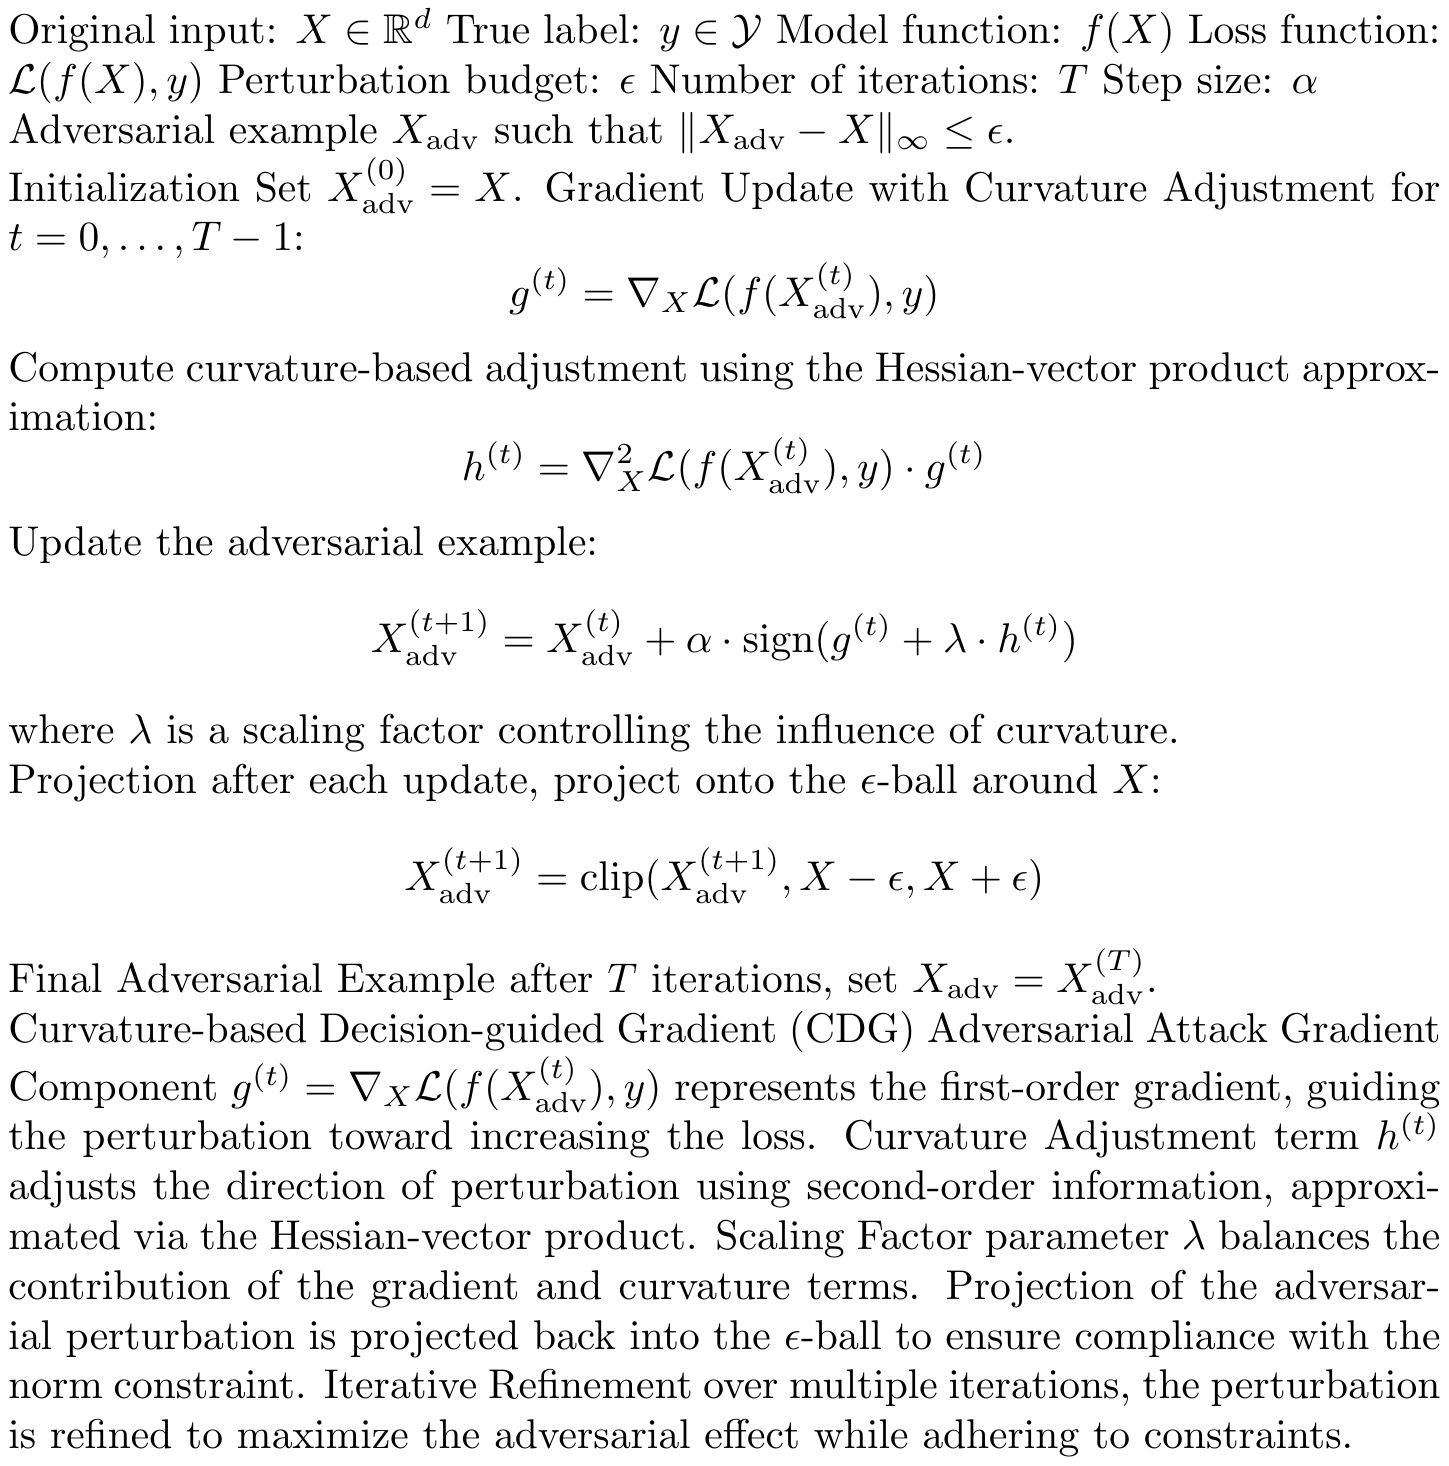 Original input: $X \in \mathbb{R}^d$ True label: $y \in \mathcal{Y}$ Model function: $f(X)$ Loss function:
$\mathcal{L}(f(X), y)$ Perturbation budget: $\epsilon$ Number of iterations: $T$ Step size: $\alpha$
Adversarial example $X_{\text{adv}}$ such that $\|X_{\text{adv}} - X\|_\infty \leq \epsilon$.
Initialization Set $X_{\text{adv}}^{(0)} = X$. Gradient Update with Curvature Adjustment for
$t = 0, \ldots, T - 1$:
$g^{(t)} = \nabla_X \mathcal{L}(f(X_{\text{adv}}^{(t)}), y)$
Compute curvature-based adjustment using the Hessian-vector product approx-
imation:
$h^{(t)} = \nabla_X^2 \mathcal{L}(f(X_{\text{adv}}^{(t)}), y) \cdot g^{(t)}$
Update the adversarial example:
$X_{\text{adv}}^{(t+1)} = X_{\text{adv}}^{(t)} + \alpha \cdot \text{sign}(g^{(t)} + \lambda \cdot h^{(t)})$
where $\lambda$ is a scaling factor controlling the influence of curvature.
Projection after each update, project onto the $\epsilon$-ball around $X$:
$X_{\text{adv}}^{(t+1)} = \text{clip}(X_{\text{adv}}^{(t+1)}, X - \epsilon, X + \epsilon)$
Final Adversarial Example after $T$ iterations, set $X_{\text{adv}} = X_{\text{adv}}^{(T)}$.
Curvature-based Decision-guided Gradient (CDG) Adversarial Attack Gradient
Component $g^{(t)} = \nabla_X \mathcal{L}(f(X_{\text{adv}}^{(t)}), y)$ represents the first-order gradient, guiding
the perturbation toward increasing the loss. Curvature Adjustment term $h^{(t)}$
adjusts the direction of perturbation using second-order information, approxi-
mated via the Hessian-vector product. Scaling Factor parameter $\lambda$ balances the
contribution of the gradient and curvature terms. Projection of the adversar-
ial perturbation is projected back into the $\epsilon$-ball to ensure compliance with the
norm constraint. Iterative Refinement over multiple iterations, the perturbation
is refined to maximize the adversarial effect while adhering to constraints.